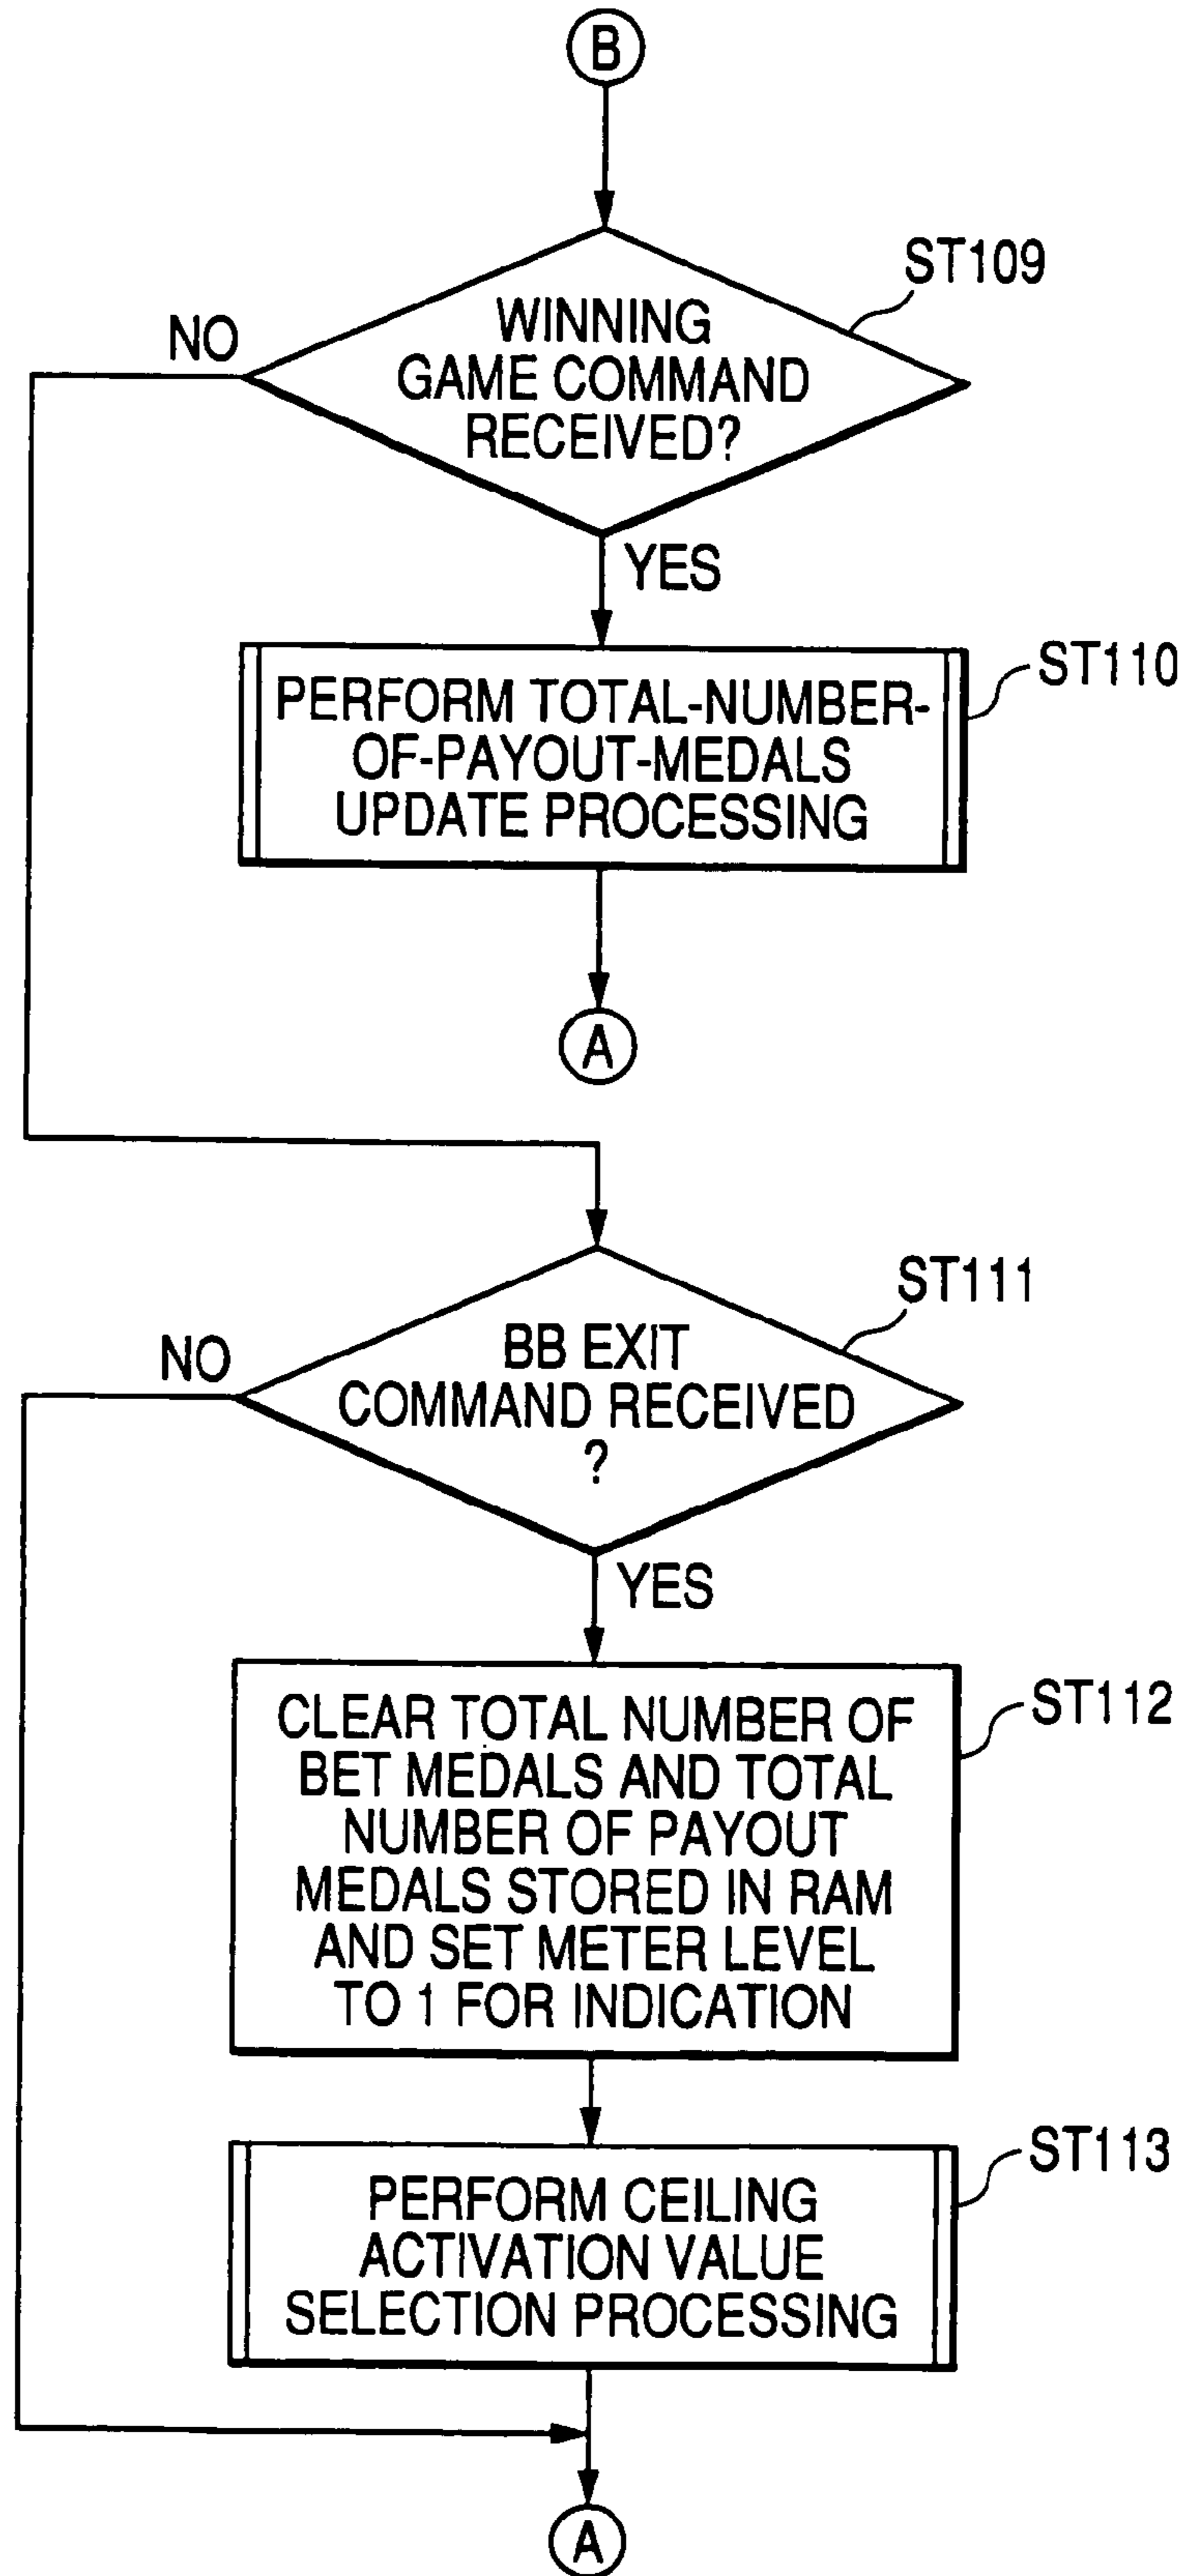 B
ST109
NO
WINNING
GAME COMMAND
RECEIVED?
YES
ST110
PERFORM TOTAL-NUMBER-
OF-PAYOUT-MEDALS
UPDATE PROCESSING
A
ST111
NO
BB EXIT
COMMAND RECEIVED
?
YES
ST112
CLEAR TOTAL NUMBER OF
BET MEDALS AND TOTAL
NUMBER OF PAYOUT
MEDALS STORED IN RAM
AND SET METER LEVEL
TO 1 FOR INDICATION
ST113
PERFORM CEILING
ACTIVATION VALUE
SELECTION PROCESSING
A